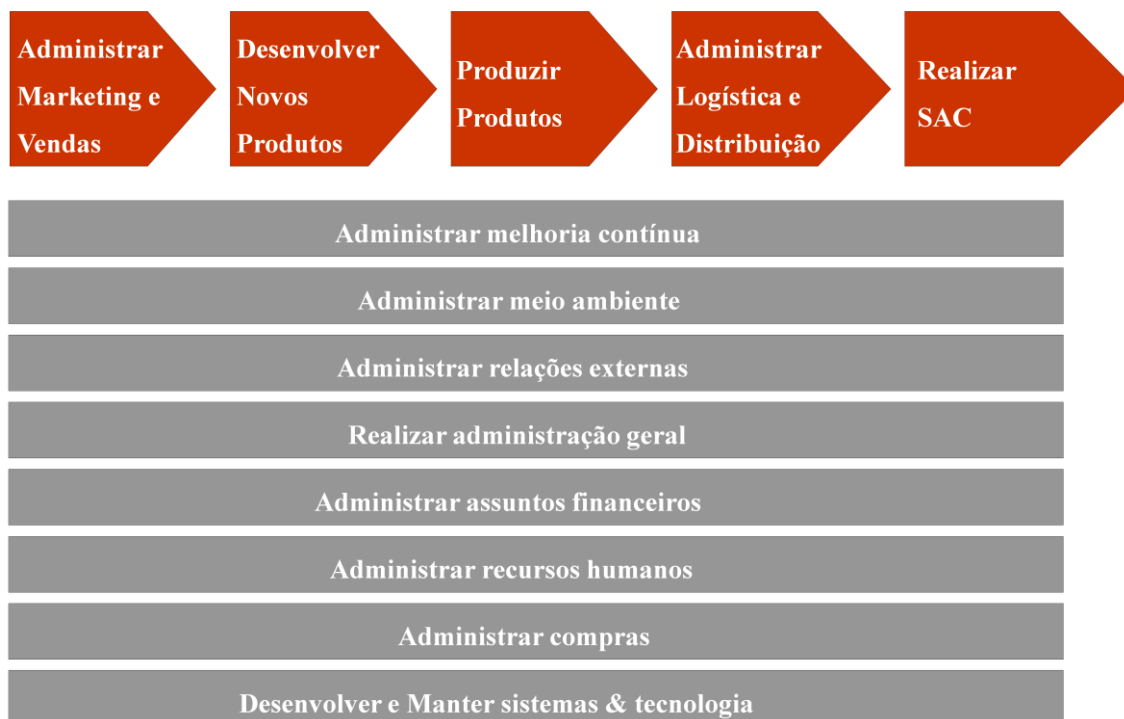 Administrar
Marketing e
Vendas
Desenvolver
Novos
Produtos
Produzir
Produtos
Administrar
Logística e
Distribuição
Realizar
SAC
Administrar melhoria contínua
Administrar meio ambiente
Administrar relações externas
Realizar administração geral
Administrar assuntos financeiros
Administrar recursos humanos
Administrar compras
Desenvolver e Manter sistemas & tecnologia